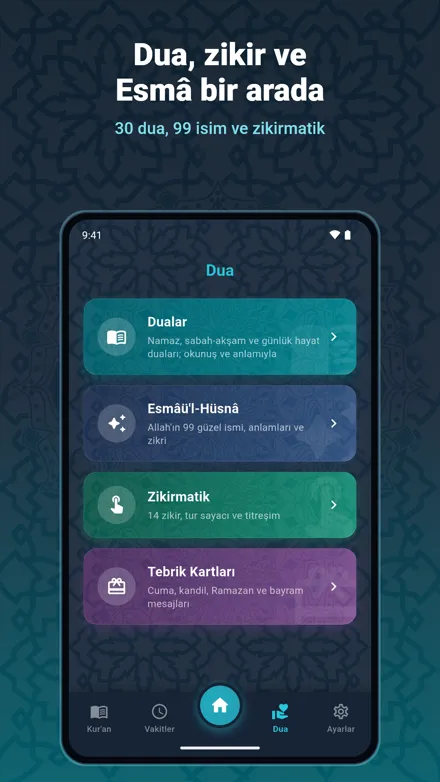 Dua, zikir ve
Esmâ bir arada
30 dua, 99 isim ve zikirmatik
9:41
Dua
Dualar
Namaz, sabah-akşam ve günlük hayat
duaları; okunuş ve anlamıyla
Esmâü'l-Hüsnâ
Allah'ın 99 güzel ismi, anlamları ve
zikri
Zikirmatik
14 zikir, tur sayacı ve titreşim
Tebrik Kartları
Cuma, kandil, Ramazan ve bayram
mesajları
Kur'an
Vakitler
Dua
Ayarlar